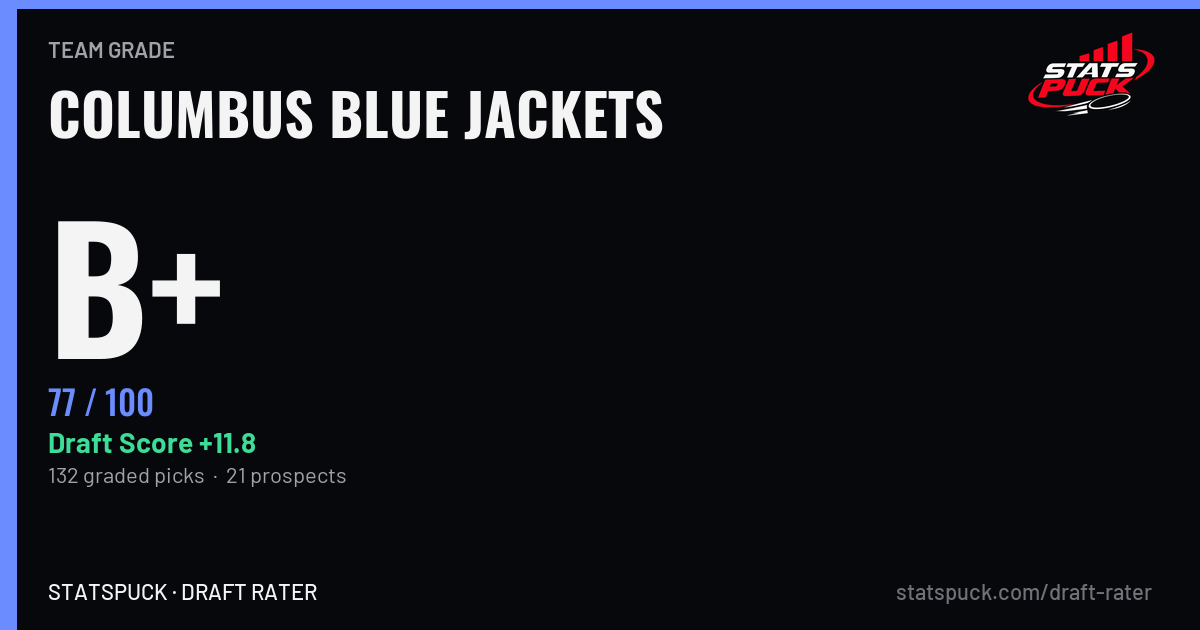 TEAM GRADE
STATS
PUCK
COLUMBUS BLUE JACKETS
B+
77 / 100
Draft Score +11.8
132 graded picks · 21 prospects
STATSPUCK · DRAFT RATER
statspuck.com/draft-rater